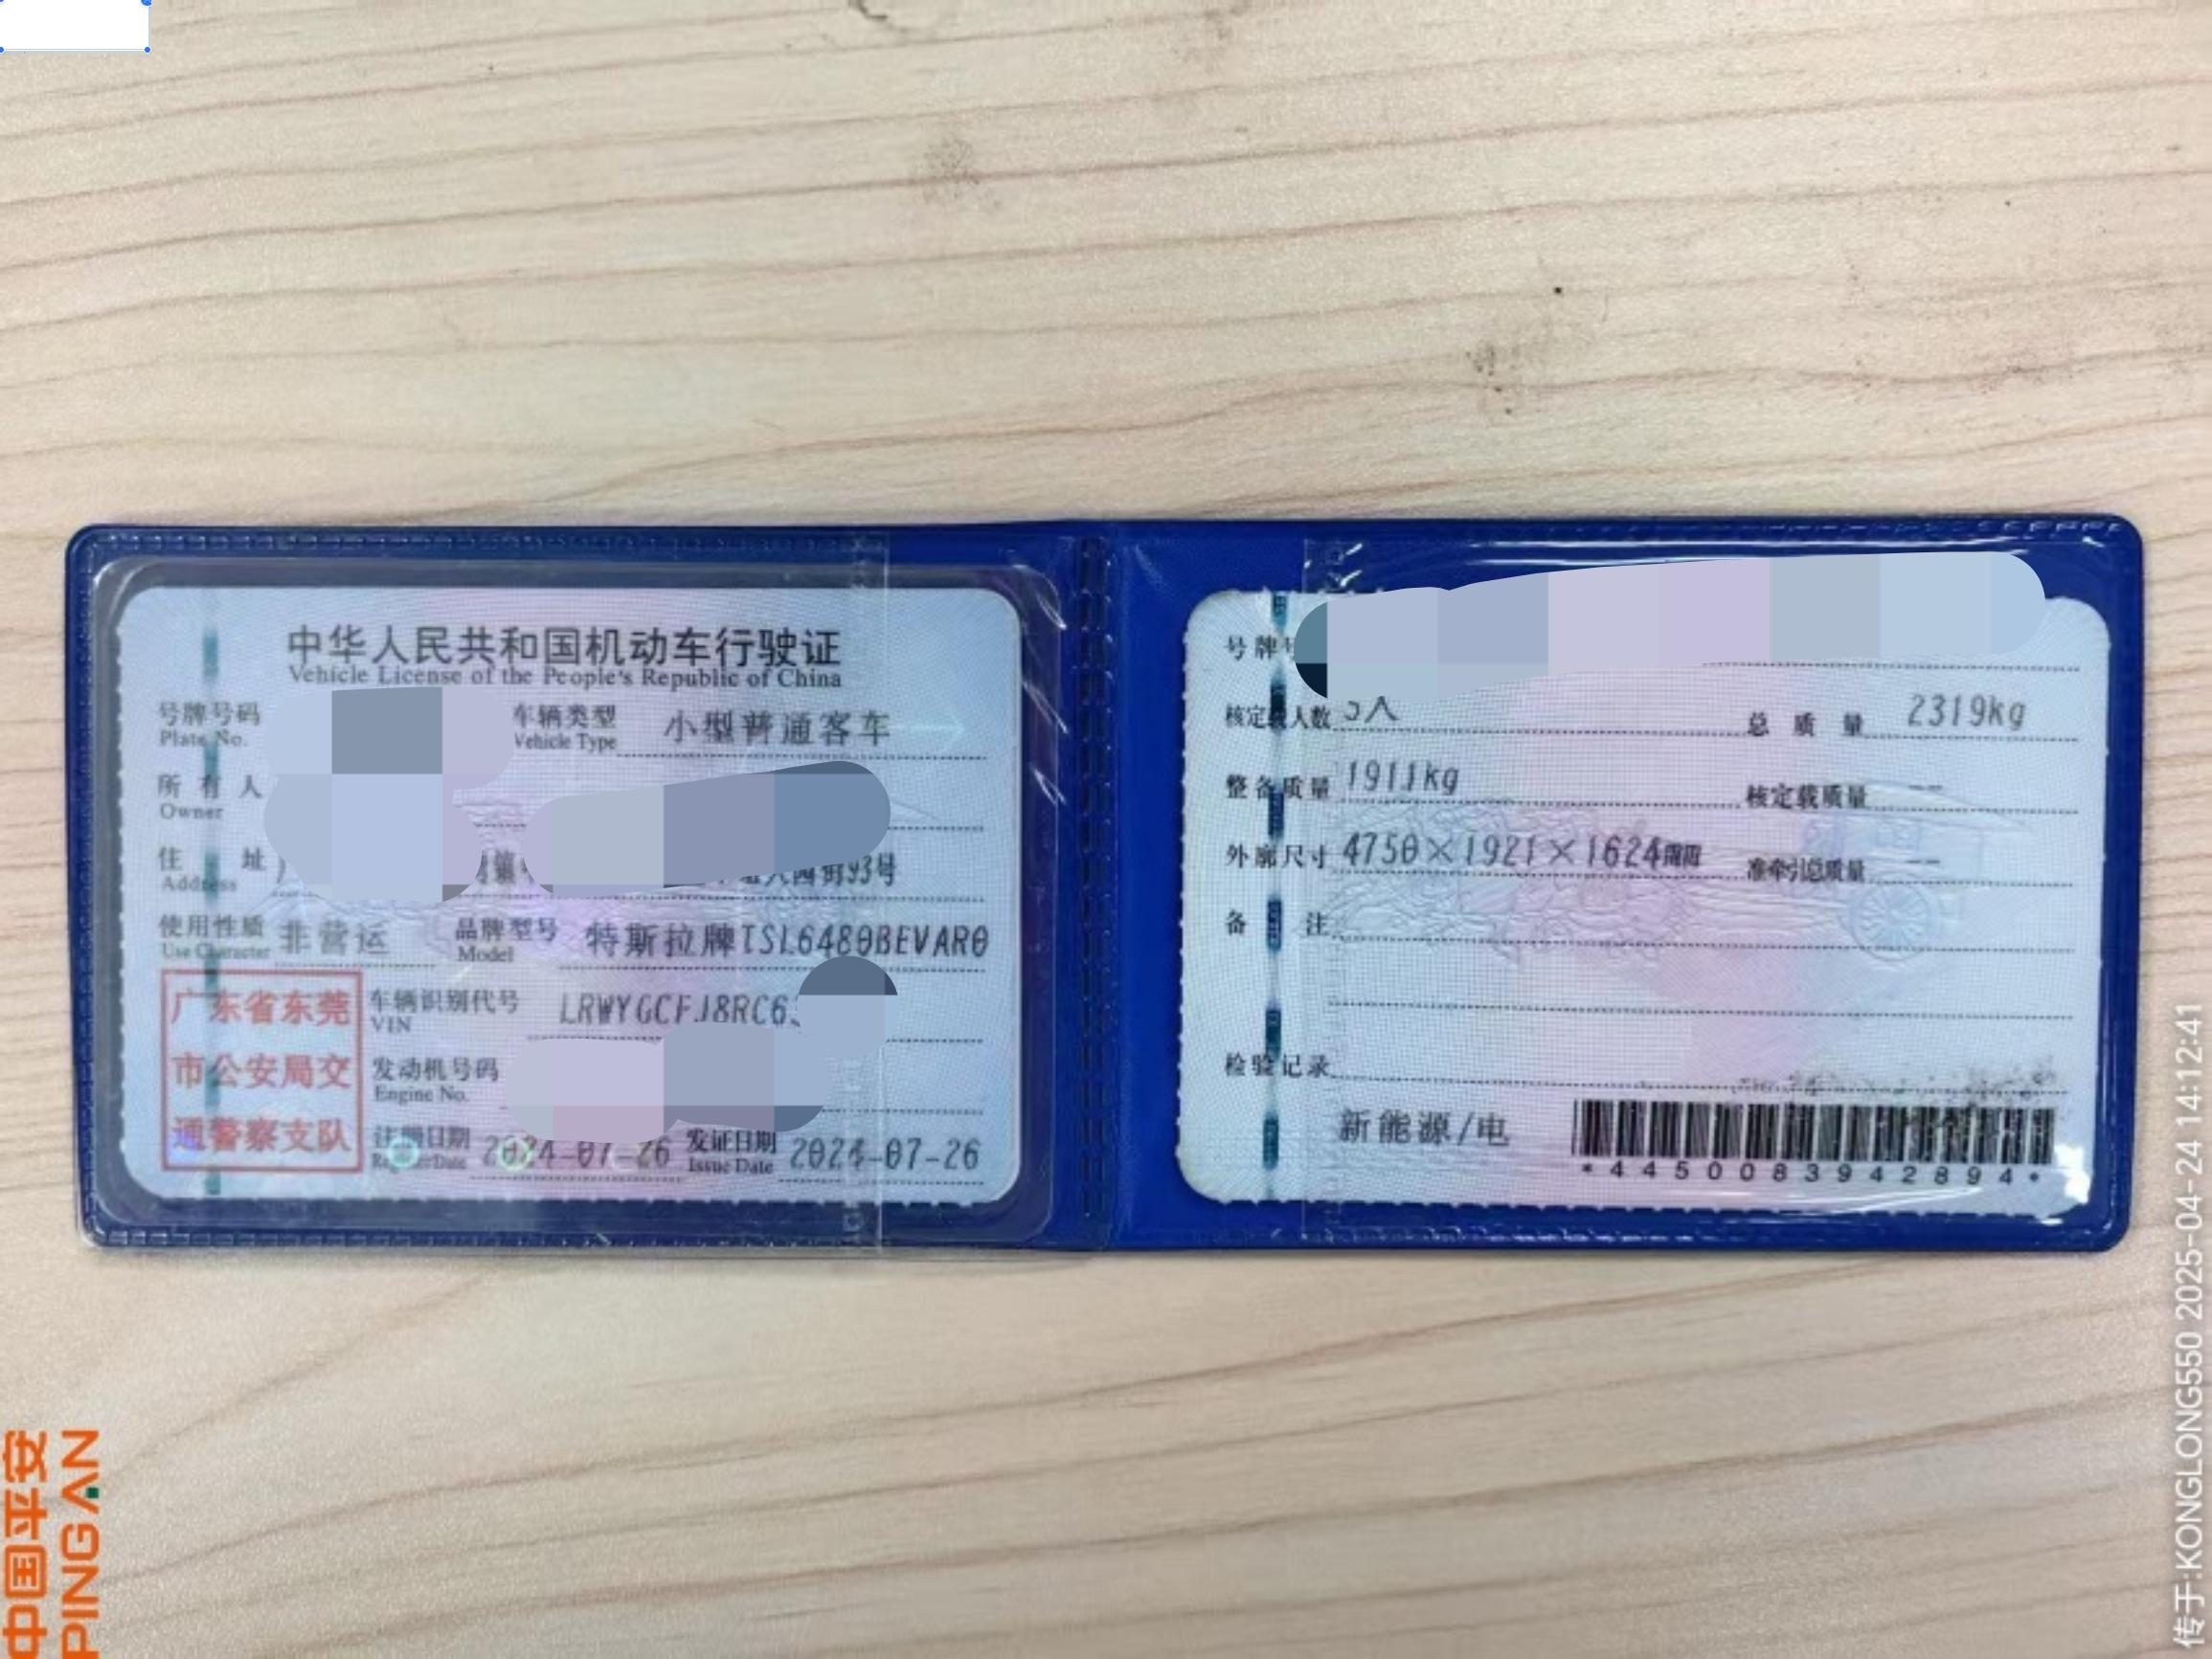 中华人民共和国机动车行驶证
Vehicle License of the People's Republic of China
号牌号码 车辆类型 小型普通客车
Plate No. Vehicle Type
所有人
Owner
住址 93号
Address
使用性质 非营运 品牌型号 特斯拉牌TSL6480BEVAR0
Use Character Model
广东省东莞
市公安局交
通警察支队
车辆识别代号 LRWYGCFJ8RC6
VIN
发动机号码
Engine No.
注册日期 2024-07-26 发证日期 2024-07-26
Register Date Issue Date
号牌
核定载人数 5人 总质量 2319kg
整备质量 1911kg 核定载质量 --
外廓尺寸 4750×1921×1624mm 准牵引总质量 --
备注
检验记录
新能源/电
*4450083942894*
中国平安
PING AN
传于:KONGLONG550 2025-04-24 14:12:41